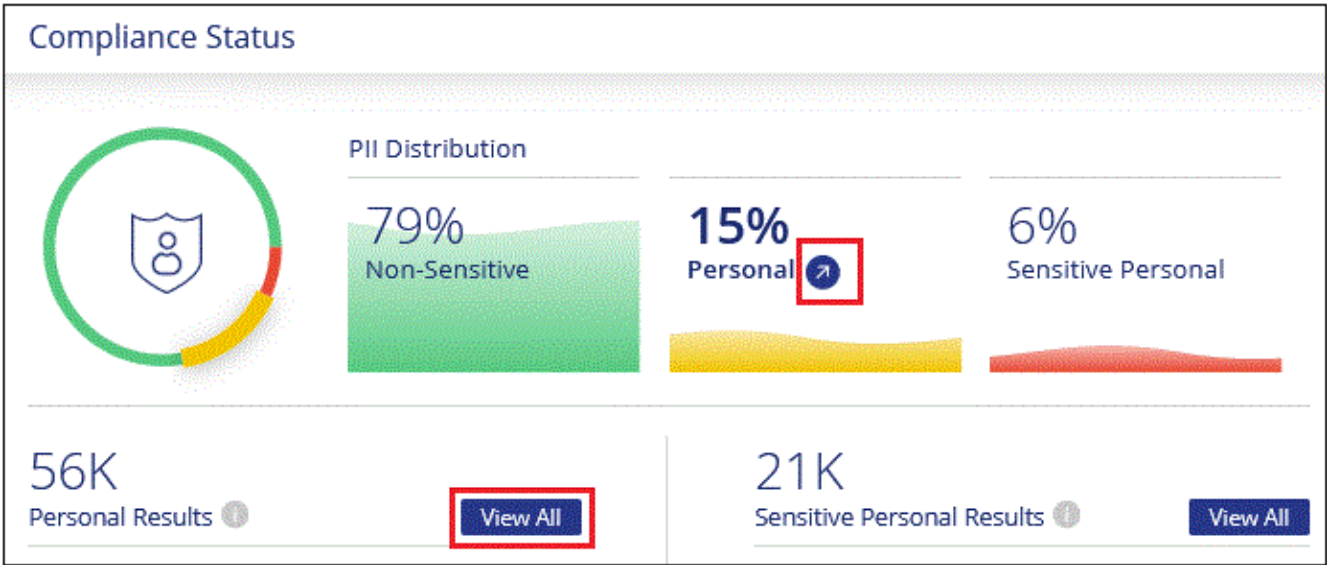 Compliance Status
PII Distribution
79%
Non-Sensitive
15%
Personal
6%
Sensitive Personal
56K
Personal Results
View All
21K
Sensitive Personal Results
View All